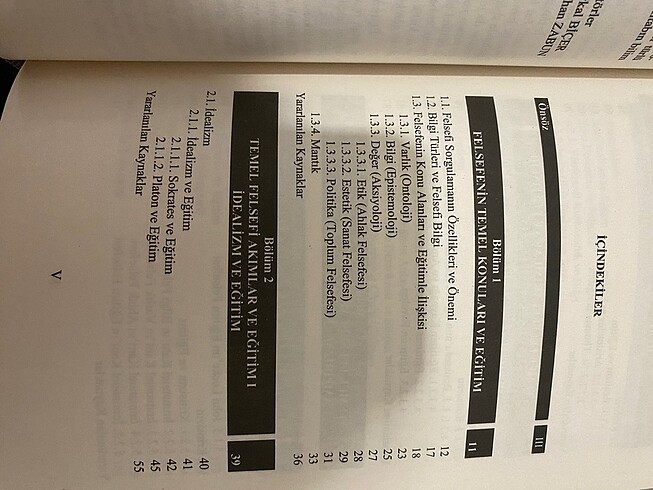 törler
kal BİÇER
han ZABUN
İÇİNDEKİLER
Önsöz III
Bölüm 1
FELSEFENİN TEMEL KONULARI VE EĞİTİM 11
1.1. Felsefi Sorgulamanın Özellikleri ve Önemi 12
1.2. Bilgi Türleri ve Felsefi Bilgi 17
1.3. Felsefenin Konu Alanları ve Eğitimle İlişkisi 18
1.3.1. Varlık (Ontoloji) 23
1.3.2. Bilgi (Epistemoloji) 25
1.3.3. Değer (Aksiyoloji) 27
1.3.3.1. Etik (Ahlak Felsefesi) 28
1.3.3.2. Estetik (Sanat Felsefesi) 29
1.3.3.3. Politika (Toplum Felsefesi) 31
1.3.4. Mantık 33
Yararlanılan Kaynaklar 36
Bölüm 2
TEMEL FELSEFİ AKIMLAR VE EĞİTİM I
İDEALİZM VE EĞİTİM 39
2.1. İdealizm 40
2.1.1. İdealizm ve Eğitim 41
2.1.1.1. Sokrates ve Eğitim 42
2.1.1.2. Platon ve Eğitim 45
Yararlanılan Kaynaklar 55
V